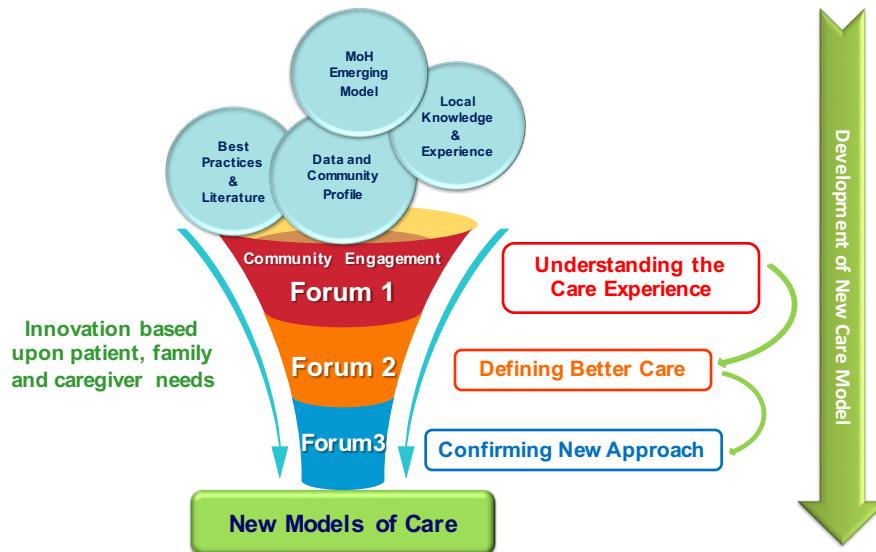 MoH
Emerging
Model
Local
Knowledge
&
Experience
Best
Practices
&
Literature
Data and
Community
Profile
Community Engagement
Forum 1
Understanding the
Care Experience
Innovation based
upon patient, family
and caregiver needs
Forum 2
Defining Better Care
Forum3
Confirming New Approach
New Models of Care
Development of New Care Model